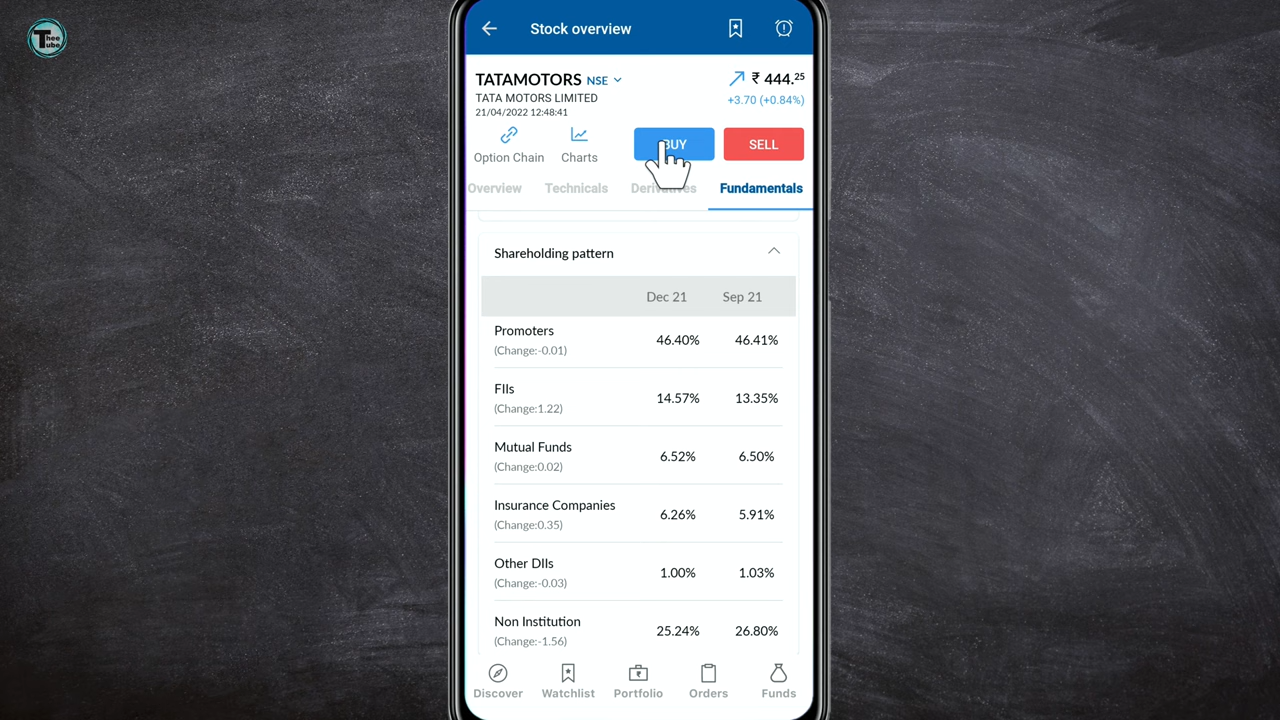 Thee
Tube
Stock overview
TATAMOTORS NSE
₹ 444.25
TATA MOTORS LIMITED
+3.70 (+0.84%)
21/04/2022 12:48:41
Option Chain Charts BUY SELL
Overview Technicals Derivatives Fundamentals
Shareholding pattern
Dec 21 Sep 21
Promoters
(Change:-0.01)
46.40% 46.41%
FIIs
(Change:1.22)
14.57% 13.35%
Mutual Funds
(Change:0.02)
6.52% 6.50%
Insurance Companies
(Change:0.35)
6.26% 5.91%
Other DIIs
(Change:-0.03)
1.00% 1.03%
Non Institution
(Change:-1.56)
25.24% 26.80%
Discover Watchlist Portfolio Orders Funds